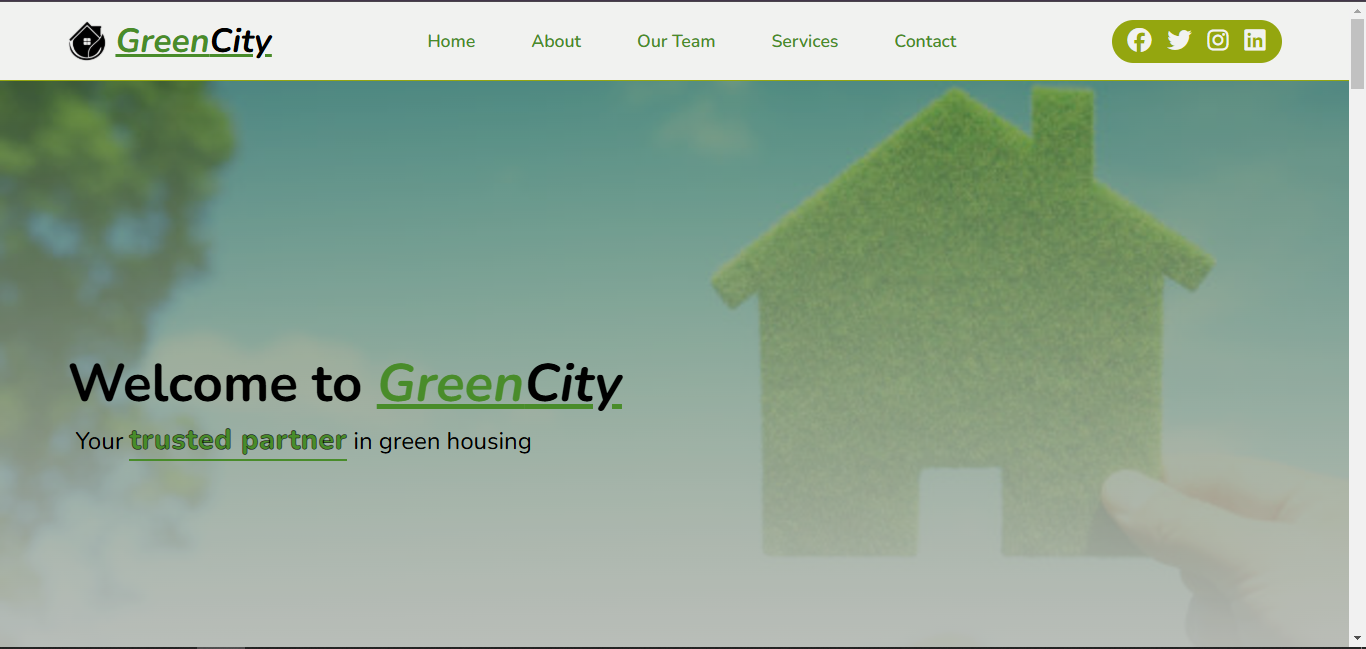 GreenCity
Home About Our Team Services Contact
Welcome to GreenCity
Your trusted partner in green housing